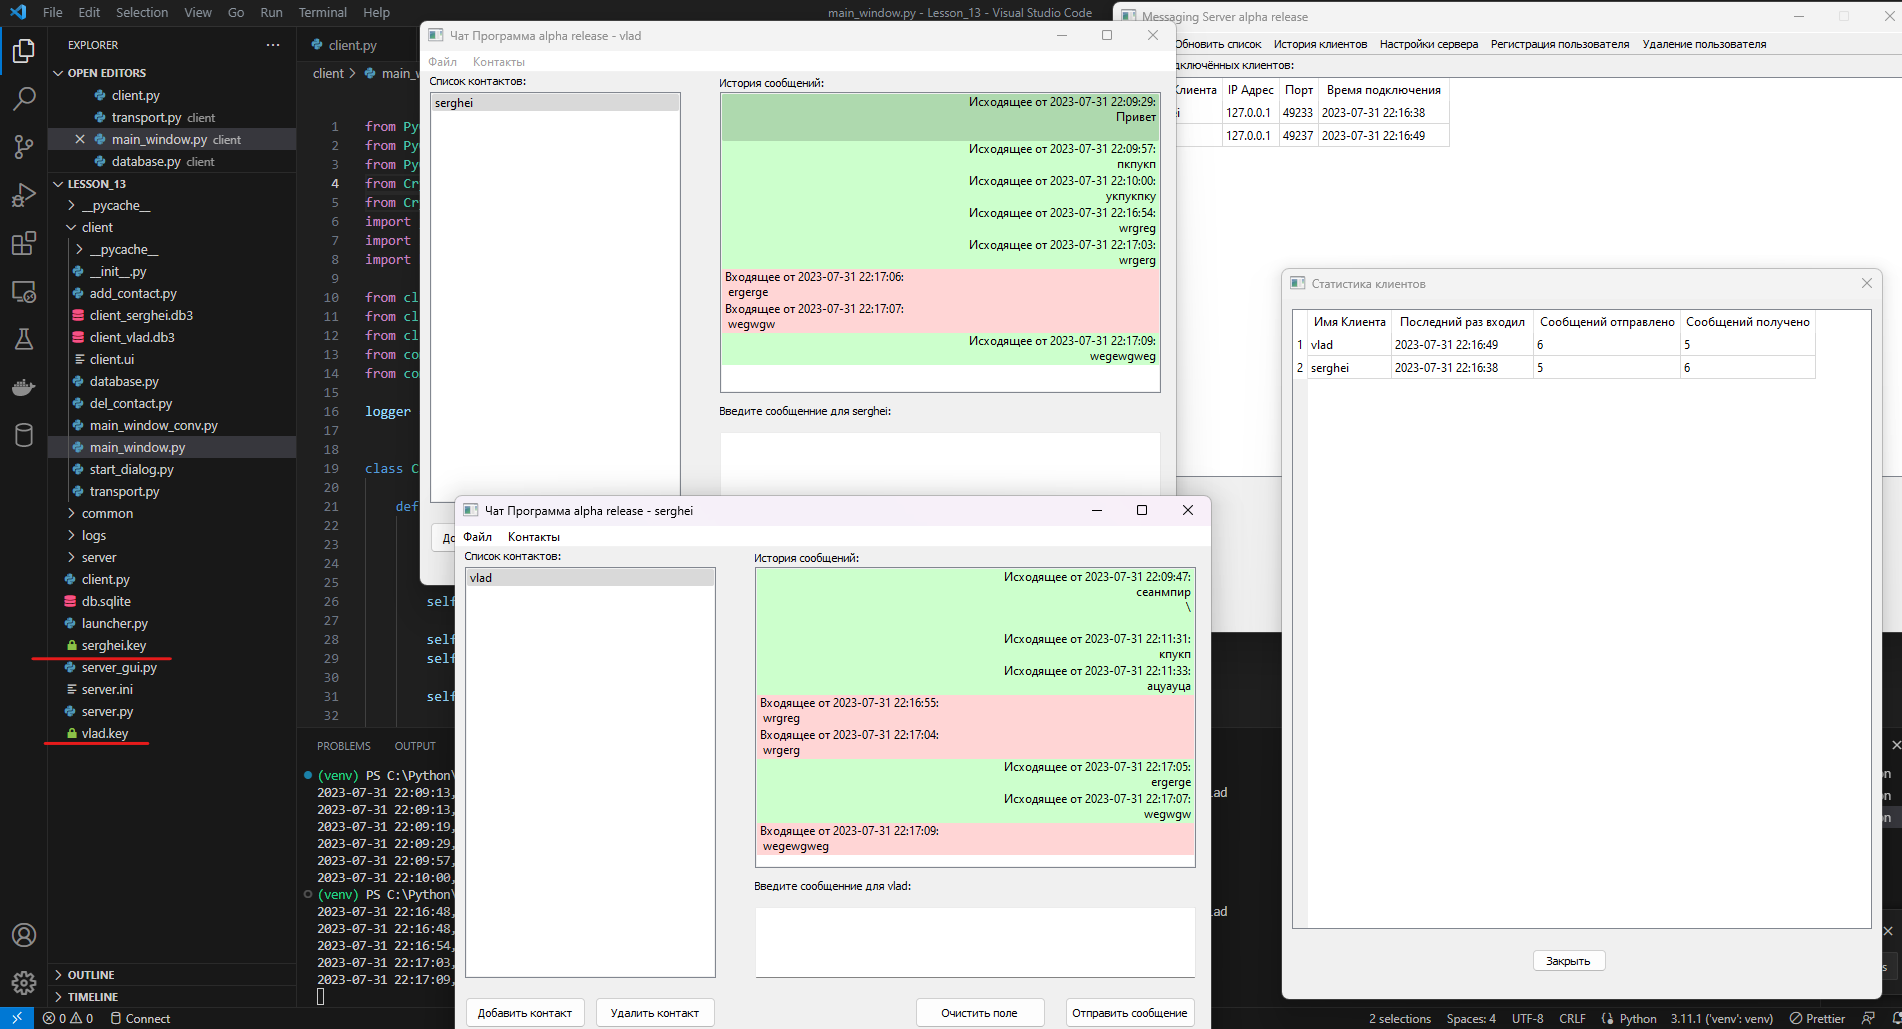 File Edit Selection View Go Run Terminal Help
main_window.py - Lesson_13 - Visual Studio Code
EXPLORER
OPEN EDITORS
client.py
transport.py client
main_window.py client
database.py client
LESSON_13
__pycache__
client
__pycache__
__init__.py
add_contact.py
client_serghei.db3
client_vlad.db3
client.ui
database.py
del_contact.py
main_window_conv.py
main_window.py
start_dialog.py
transport.py
common
logs
server
client.py
db.sqlite
launcher.py
serghei.key
server_gui.py
server.ini
server.py
vlad.key
OUTLINE
TIMELINE
client.py
client
1 from
2 from
3 from
4 from
5 from
6 import
7 import
8 import
9
10 from
11 from
12 from
13 from
14 from
15
16 logger
17
18
19 class
20
21
22
23
24
25
26 self
27
28 self
29 self
30
31 self
32
PROBLEMS OUTPUT
(venv) PS C:\Python\
2023-07-31 22:09:13,
2023-07-31 22:09:13,
2023-07-31 22:09:19,
2023-07-31 22:09:29,
2023-07-31 22:09:57,
2023-07-31 22:10:00,
(venv) PS C:\Python\
2023-07-31 22:16:48,
2023-07-31 22:16:48,
2023-07-31 22:16:54,
2023-07-31 22:17:03,
2023-07-31 22:17:09,
Чат Программа alpha release - vlad
Файл Контакты
Список контактов:
serghei
История сообщений:
Исходящее от 2023-07-31 22:09:29:
Привет
Исходящее от 2023-07-31 22:09:57:
пкпукп
Исходящее от 2023-07-31 22:10:00:
укпукпку
Исходящее от 2023-07-31 22:16:54:
wrgreg
Исходящее от 2023-07-31 22:17:03:
wrgerg
Входящее от 2023-07-31 22:17:06:
ergerge
Входящее от 2023-07-31 22:17:07:
wegwgw
Исходящее от 2023-07-31 22:17:09:
wegewgweg
Введите сообщенние для serghei:
Чат Программа alpha release - serghei
Файл Контакты
Список контактов:
vlad
История сообщений:
Исходящее от 2023-07-31 22:09:47:
сеанмпир
\
Исходящее от 2023-07-31 22:11:31:
кпукп
Исходящее от 2023-07-31 22:11:33:
ацуауца
Входящее от 2023-07-31 22:16:55:
wrgreg
Входящее от 2023-07-31 22:17:04:
wrgerg
Исходящее от 2023-07-31 22:17:05:
ergerge
Исходящее от 2023-07-31 22:17:07:
wegwgw
Входящее от 2023-07-31 22:17:09:
wegewgweg
Введите сообщенние для vlad:
Добавить контакт Удалить контакт Очистить поле Отправить сообщение
Messaging Server alpha release
Обновить список История клиентов Настройки сервера Регистрация пользователя Удаление пользователя
IP Адрес Порт Время подключения
127.0.0.1 49233 2023-07-31 22:16:38
127.0.0.1 49237 2023-07-31 22:16:49
Статистика клиентов
Имя Клиента Последний раз входил Сообщений отправлено Сообщений получено
1 vlad 2023-07-31 22:16:49 6 5
2 serghei 2023-07-31 22:16:38 5 6
Закрыть
0 0 Connect
2 selections Spaces: 4 UTF-8 CRLF Python 3.11.1 ('venv': venv) Prettier